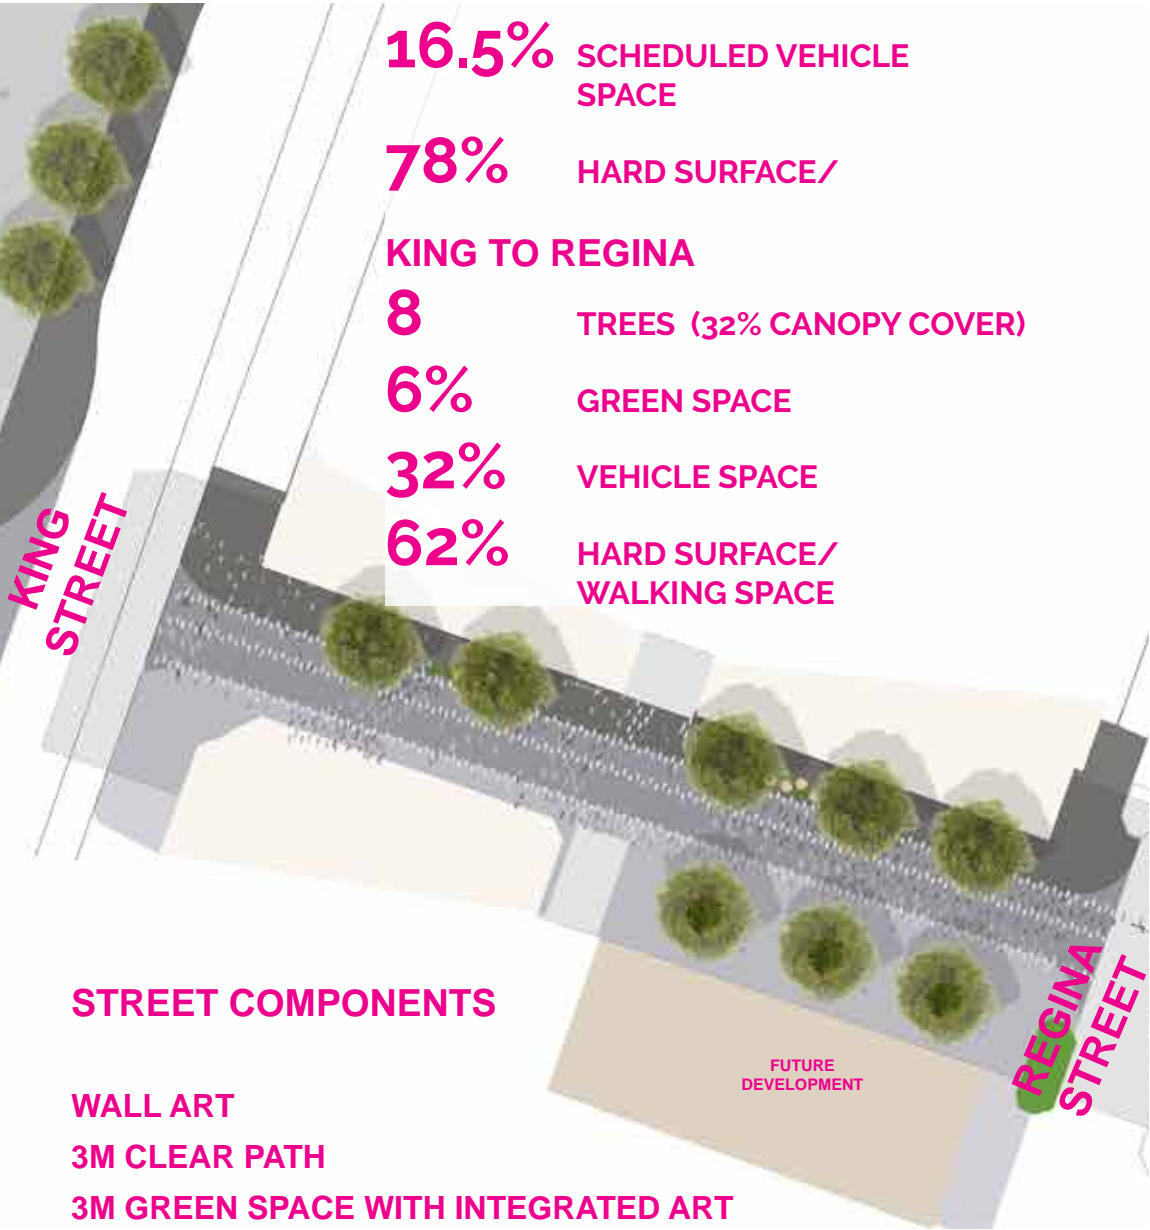 16.5% SCHEDULED VEHICLE
SPACE
78% HARD SURFACE/
KING TO REGINA
8 TREES (32% CANOPY COVER)
6% GREEN SPACE
32% VEHICLE SPACE
62% HARD SURFACE/
WALKING SPACE
KING
STREET
REGINA
STREET
FUTURE
DEVELOPMENT
STREET COMPONENTS
WALL ART
3M CLEAR PATH
3M GREEN SPACE WITH INTEGRATED ART